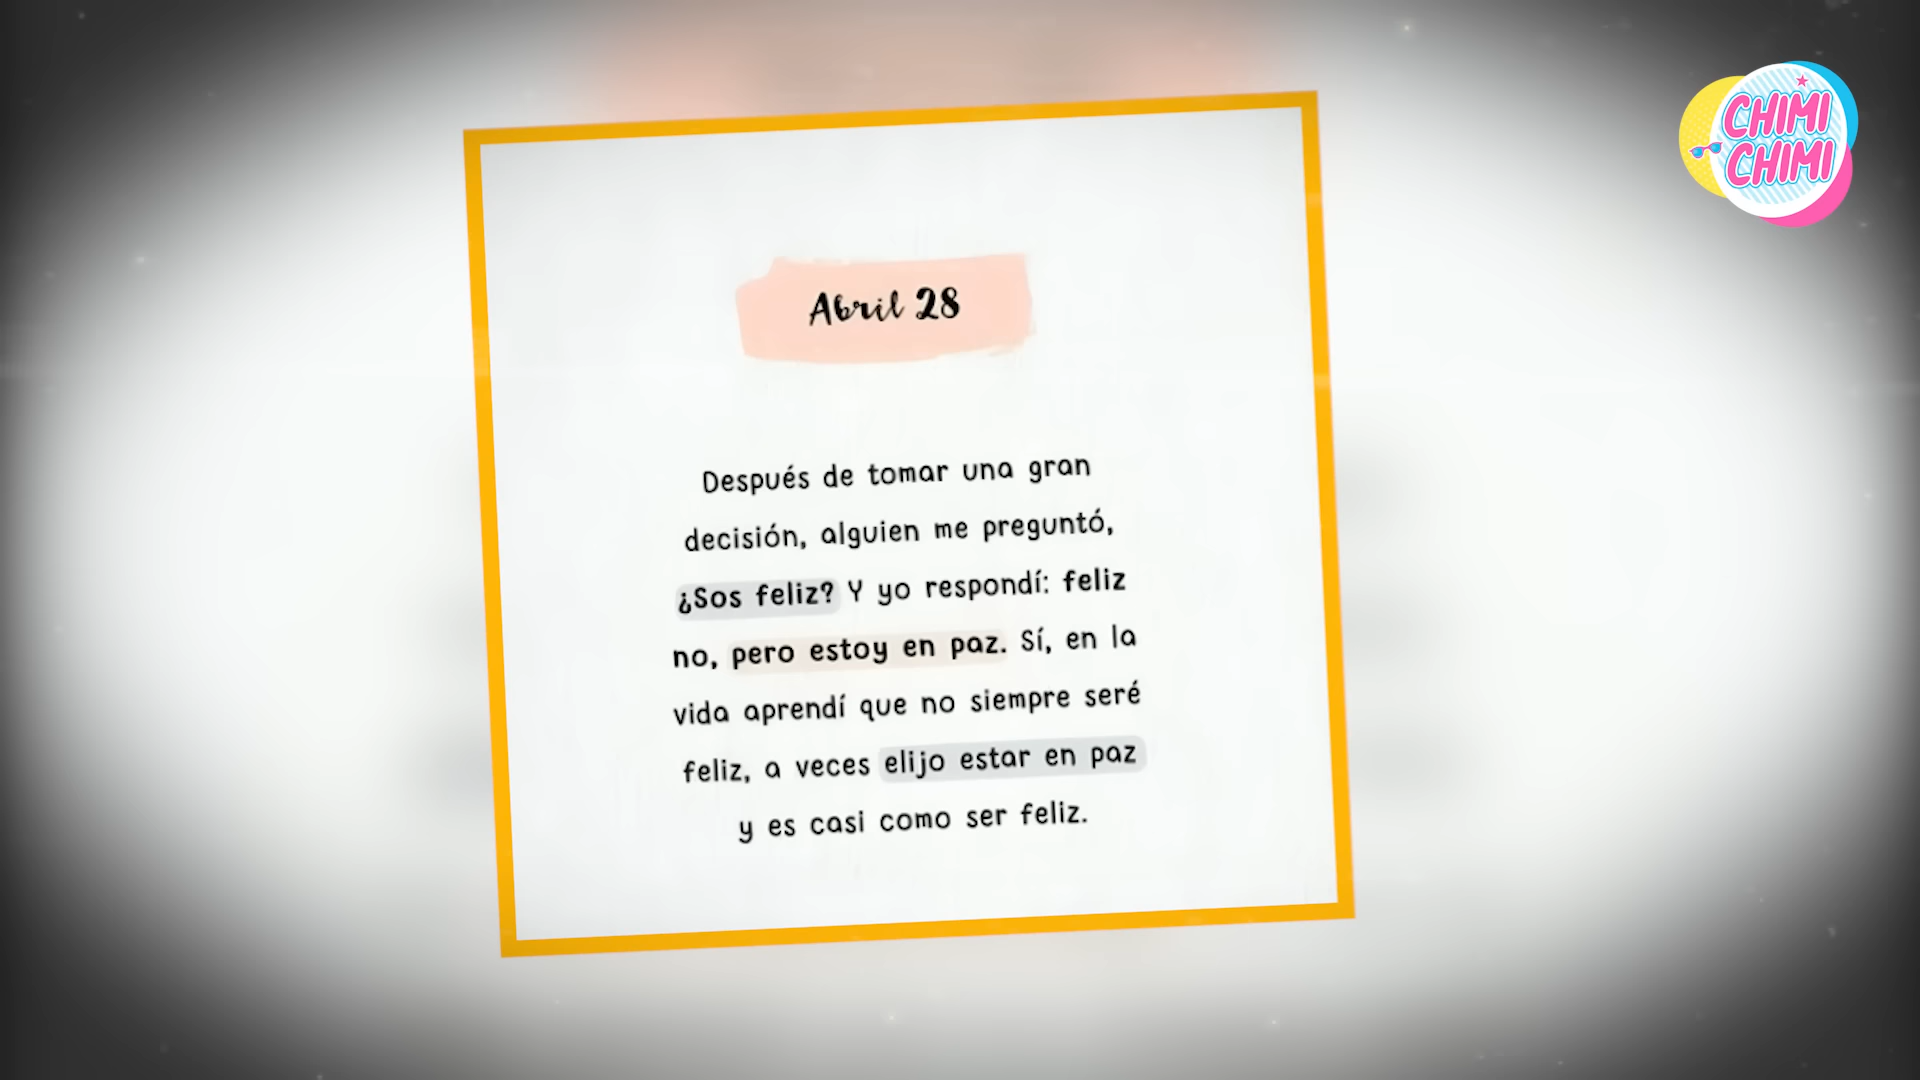 CHIMI
CHIMI
Abril 28
Después de tomar una gran
decisión, alguien me preguntó,
¿Sos feliz? Y yo respondí: feliz
no, pero estoy en paz. Sí, en la
vida aprendí que no siempre seré
feliz, a veces elijo estar en paz
y es casi como ser feliz.